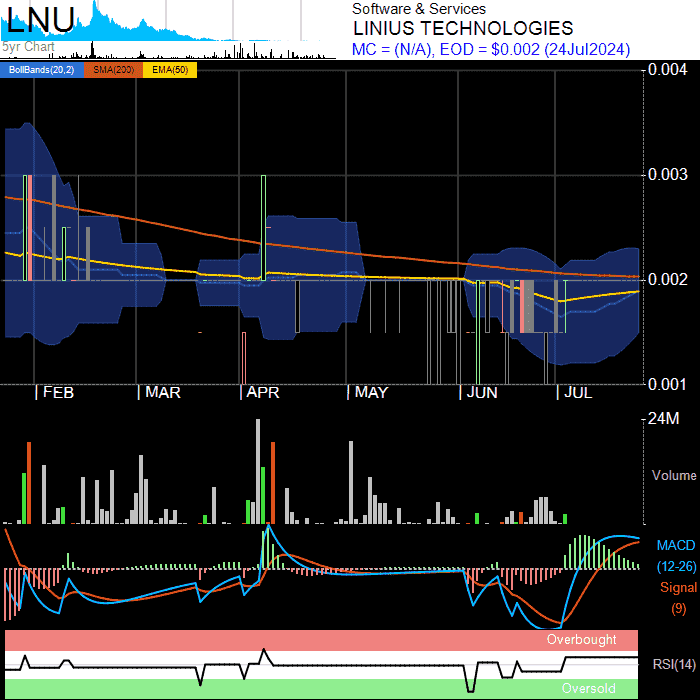 LNU
Software & Services
LINIUS TECHNOLOGIES
5yr Chart
MC = (N/A), EOD = $0.002 (24Jul2024)
BollBands(20,2) SMA(200) EMA(50)
0.004
0.003
0.002
0.001
FEB MAR APR MAY JUN JUL
24M
Volume
MACD
(12-26)
Signal
(9)
Overbought
RSI(14)
Oversold